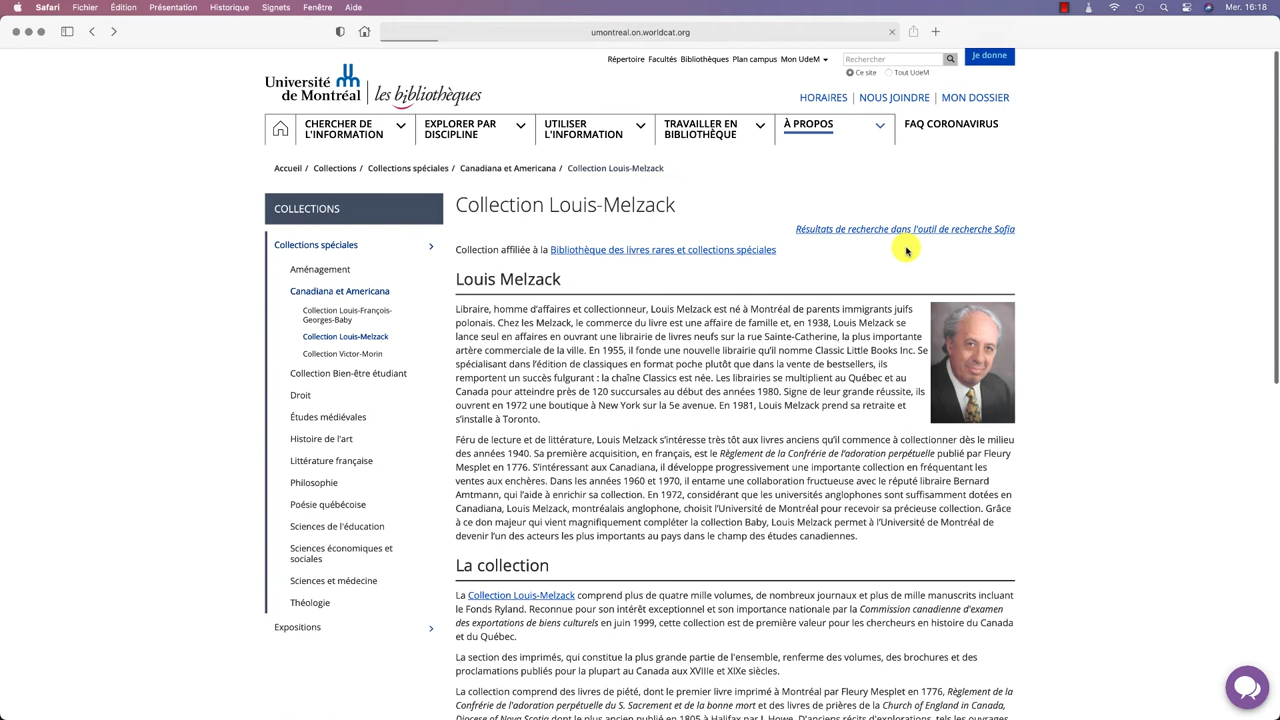 Safari Fichier Édition Présentation Historique Signets Fenêtre Aide
Mer. 16:18
umontreal.on.worldcat.org
Répertoire Facultés Bibliothèques Plan campus Mon UdeM
Rechercher
Je donne
Ce site Tout UdeM
Université de Montréal
les bibliothèques
HORAIRES NOUS JOINDRE MON DOSSIER
CHERCHER DE L'INFORMATION
EXPLORER PAR DISCIPLINE
UTILISER L'INFORMATION
TRAVAILLER EN BIBLIOTHÈQUE
À PROPOS
FAQ CORONAVIRUS
Accueil / Collections / Collections spéciales / Canadiana et Americana / Collection Louis-Melzack
COLLECTIONS
Collections spéciales
Aménagement
Canadiana et Americana
Collection Louis-François-
Georges-Baby
Collection Louis-Melzack
Collection Victor-Morin
Collection Bien-être étudiant
Droit
Études médiévales
Histoire de l'art
Littérature française
Philosophie
Poésie québécoise
Sciences de l'éducation
Sciences économiques et
sociales
Sciences et médecine
Théologie
Expositions
Collection Louis-Melzack
Résultats de recherche dans l'outil de recherche Sofia
Collection affiliée à la Bibliothèque des livres rares et collections spéciales
Louis Melzack
Libraire, homme d'affaires et collectionneur, Louis Melzack est né à Montréal de parents immigrants juifs
polonais. Chez les Melzack, le commerce du livre est une affaire de famille et, en 1938, Louis Melzack se
lance seul en affaires en ouvrant une librairie de livres neufs sur la rue Sainte-Catherine, la plus importante
artère commerciale de la ville. En 1955, il fonde une nouvelle librairie qu'il nomme Classic Little Books Inc. Se
spécialisant dans l'édition de classiques en format poche plutôt que dans la vente de bestsellers, ils
remportent un succès fulgurant : la chaîne Classics est née. Les librairies se multiplient au Québec et au
Canada pour atteindre près de 120 succursales au début des années 1980. Signe de leur grande réussite, ils
ouvrent en 1972 une boutique à New York sur la 5e avenue. En 1981, Louis Melzack prend sa retraite et
s'installe à Toronto.
Féru de lecture et de littérature, Louis Melzack s'intéresse très tôt aux livres anciens qu'il commence à collectionner dès le milieu
des années 1940. Sa première acquisition, en français, est le Règlement de la Confrérie de l'adoration perpétuelle publié par Fleury
Mesplet en 1776. S'intéressant aux Canadiana, il développe progressivement une importante collection en fréquentant les
ventes aux enchères. Dans les années 1960 et 1970, il entame une collaboration fructueuse avec le réputé libraire Bernard
Amtmann, qui l'aide à enrichir sa collection. En 1972, considérant que les universités anglophones sont suffisamment dotées en
Canadiana, Louis Melzack, montréalais anglophone, choisit l'Université de Montréal pour recevoir sa précieuse collection. Grâce
à ce don majeur qui vient magnifiquement compléter la collection Baby, Louis Melzack permet à l'Université de Montréal de
devenir l'un des acteurs les plus importants au pays dans le champ des études canadiennes.
La collection
La Collection Louis-Melzack comprend plus de quatre mille volumes, de nombreux journaux et plus de mille manuscrits incluant
le Fonds Ryland. Reconnue pour son intérêt exceptionnel et son importance nationale par la Commission canadienne d'examen
des exportations de biens culturels en juin 1999, cette collection est de première valeur pour les chercheurs en histoire du Canada
et du Québec.
La section des imprimés, qui constitue la plus grande partie de l'ensemble, renferme des volumes, des brochures et des
proclamations publiés pour la plupart au Canada aux XVIIIe et XIXe siècles.
La collection comprend des livres de piété, dont le premier livre imprimé à Montréal par Fleury Mesplet en 1776, Règlement de la
Confrérie de l'adoration perpétuelle du S. Sacrement et de la bonne mort et des livres de prières de la Church of England in Canada,
Diocese of Nova Scotia dont le plus ancien publié en 1805 à Halifax par J. Howe. D'anciens récits d'explorations, tels les ouvrages